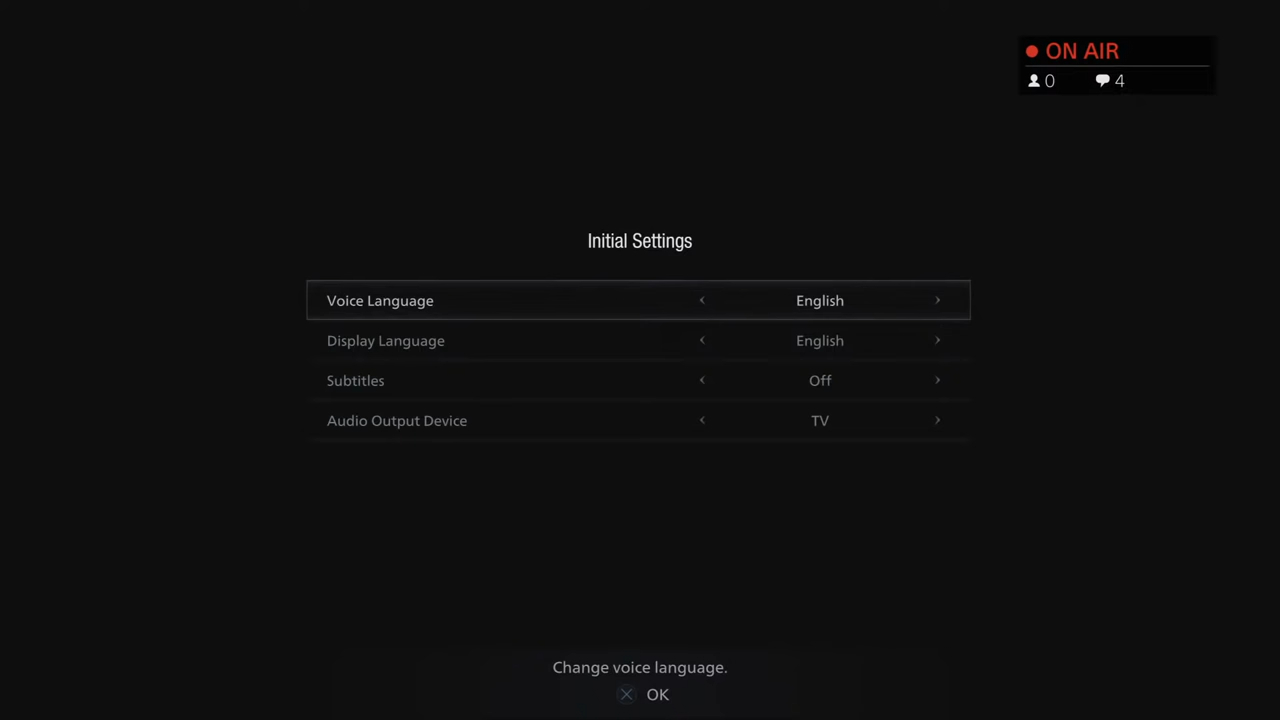 ON AIR
0 4
Initial Settings
Voice Language English
Display Language English
Subtitles Off
Audio Output Device TV
Change voice language.
OK